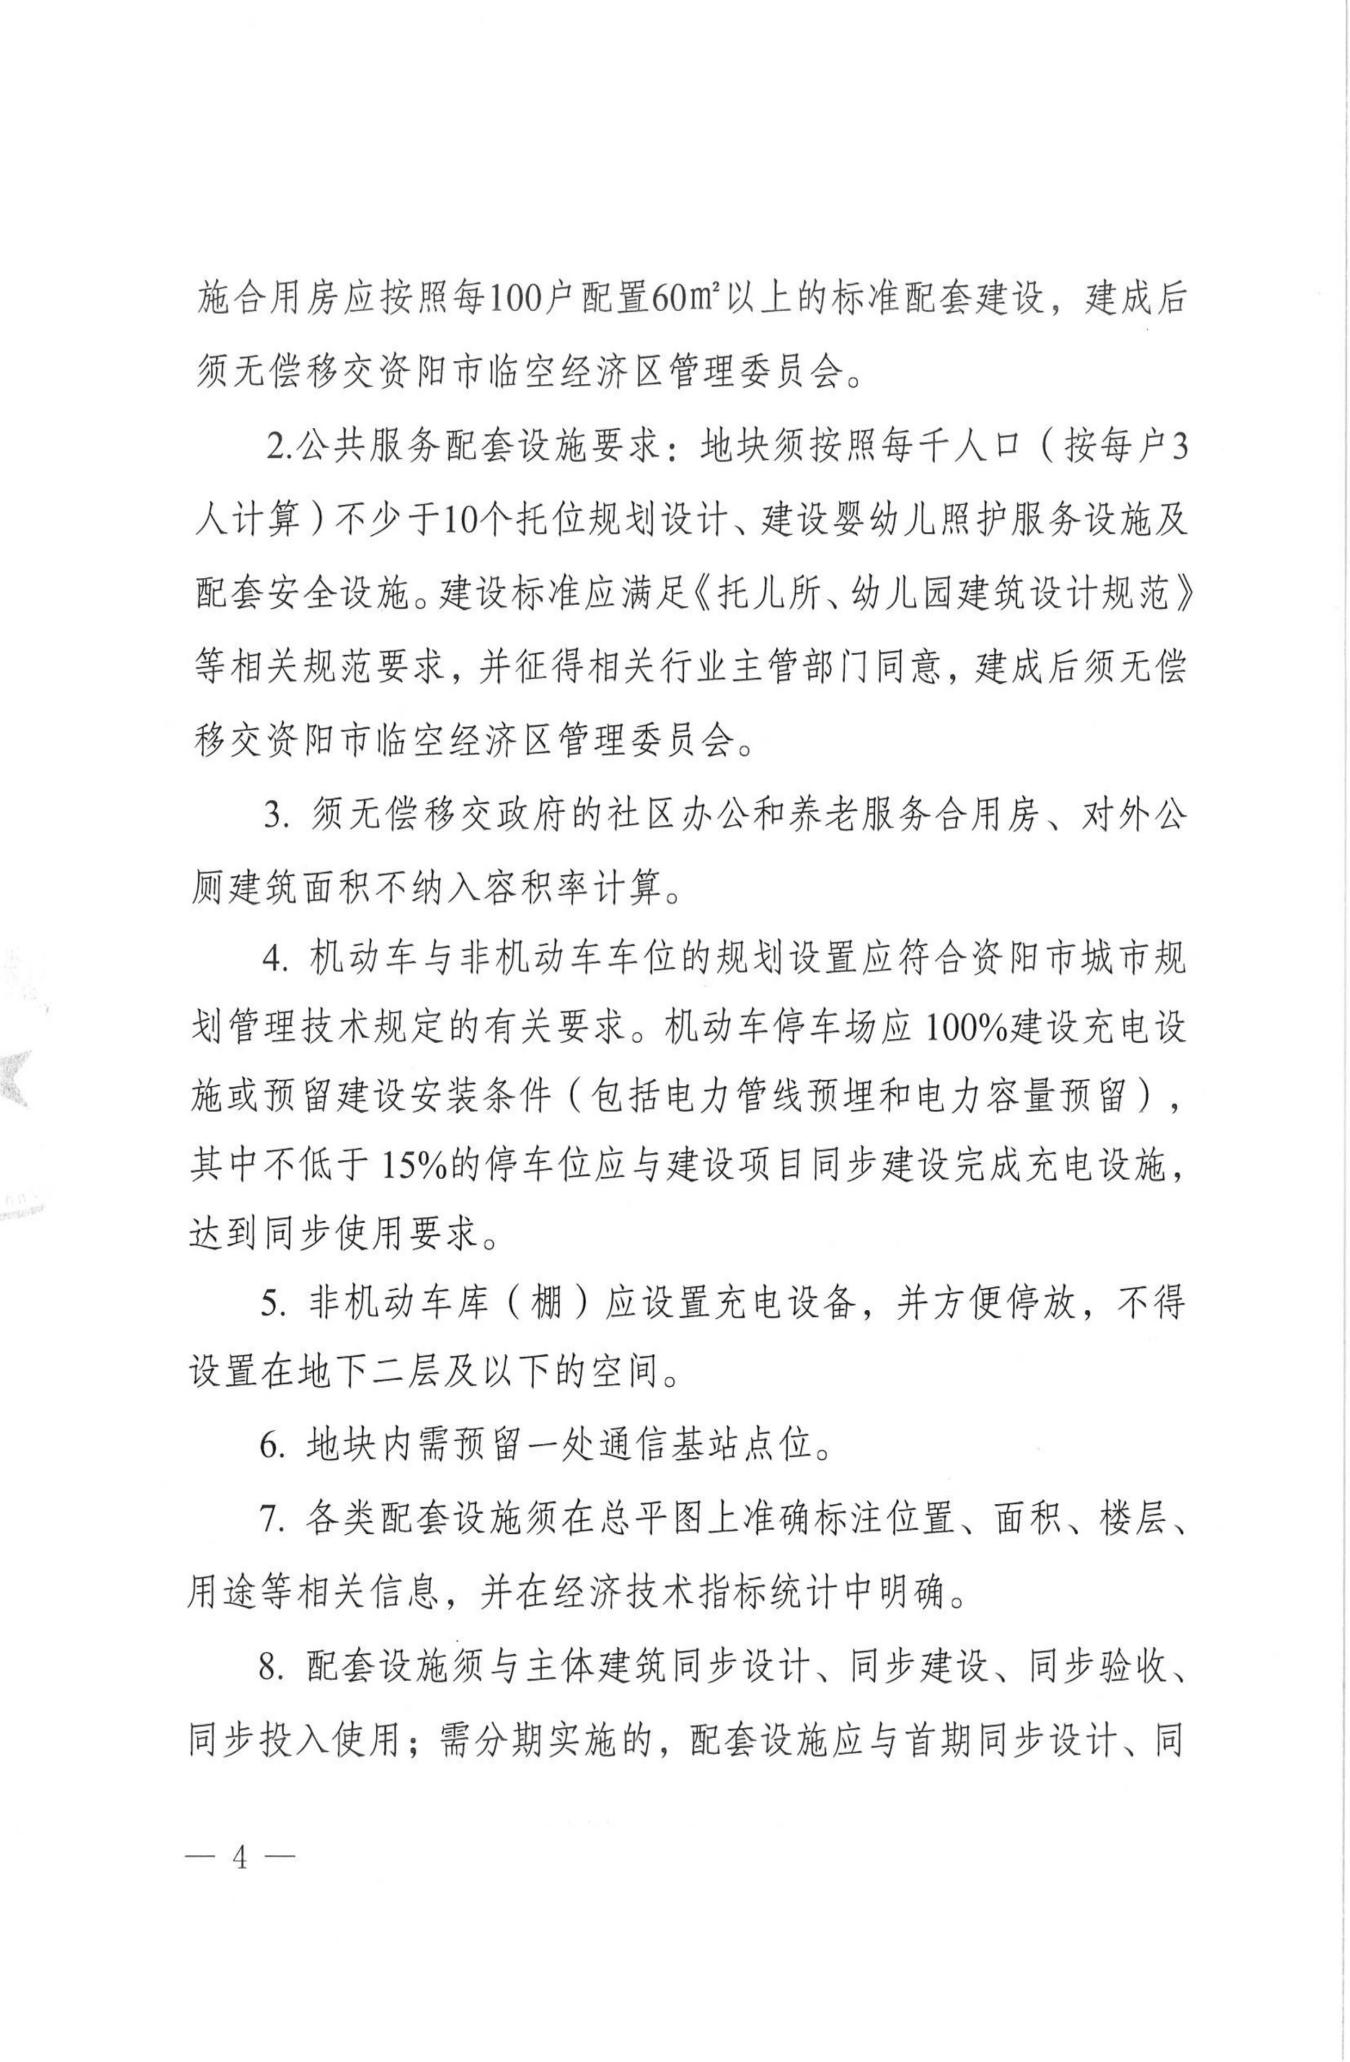 施合用房应按照每100户配置60㎡以上的标准配套建设，建成后
须无偿移交资阳市临空经济区管理委员会。
2.公共服务配套设施要求：地块须按照每千人口（按每户3
人计算）不少于10个托位规划设计、建设婴幼儿照护服务设施及
配套安全设施。建设标准应满足《托儿所、幼儿园建筑设计规范》
等相关规范要求，并征得相关行业主管部门同意，建成后须无偿
移交资阳市临空经济区管理委员会。
3. 须无偿移交政府的社区办公和养老服务合用房、对外公
厕建筑面积不纳入容积率计算。
4. 机动车与非机动车车位的规划设置应符合资阳市城市规
划管理技术规定的有关要求。机动车停车场应 100%建设充电设
施或预留建设安装条件（包括电力管线预埋和电力容量预留），
其中不低于 15%的停车位应与建设项目同步建设完成充电设施，
达到同步使用要求。
5. 非机动车库（棚）应设置充电设备，并方便停放，不得
设置在地下二层及以下的空间。
6. 地块内需预留一处通信基站点位。
7. 各类配套设施须在总平图上准确标注位置、面积、楼层、
用途等相关信息，并在经济技术指标统计中明确。
8. 配套设施须与主体建筑同步设计、同步建设、同步验收、
同步投入使用；需分期实施的，配套设施应与首期同步设计、同
— 4 —